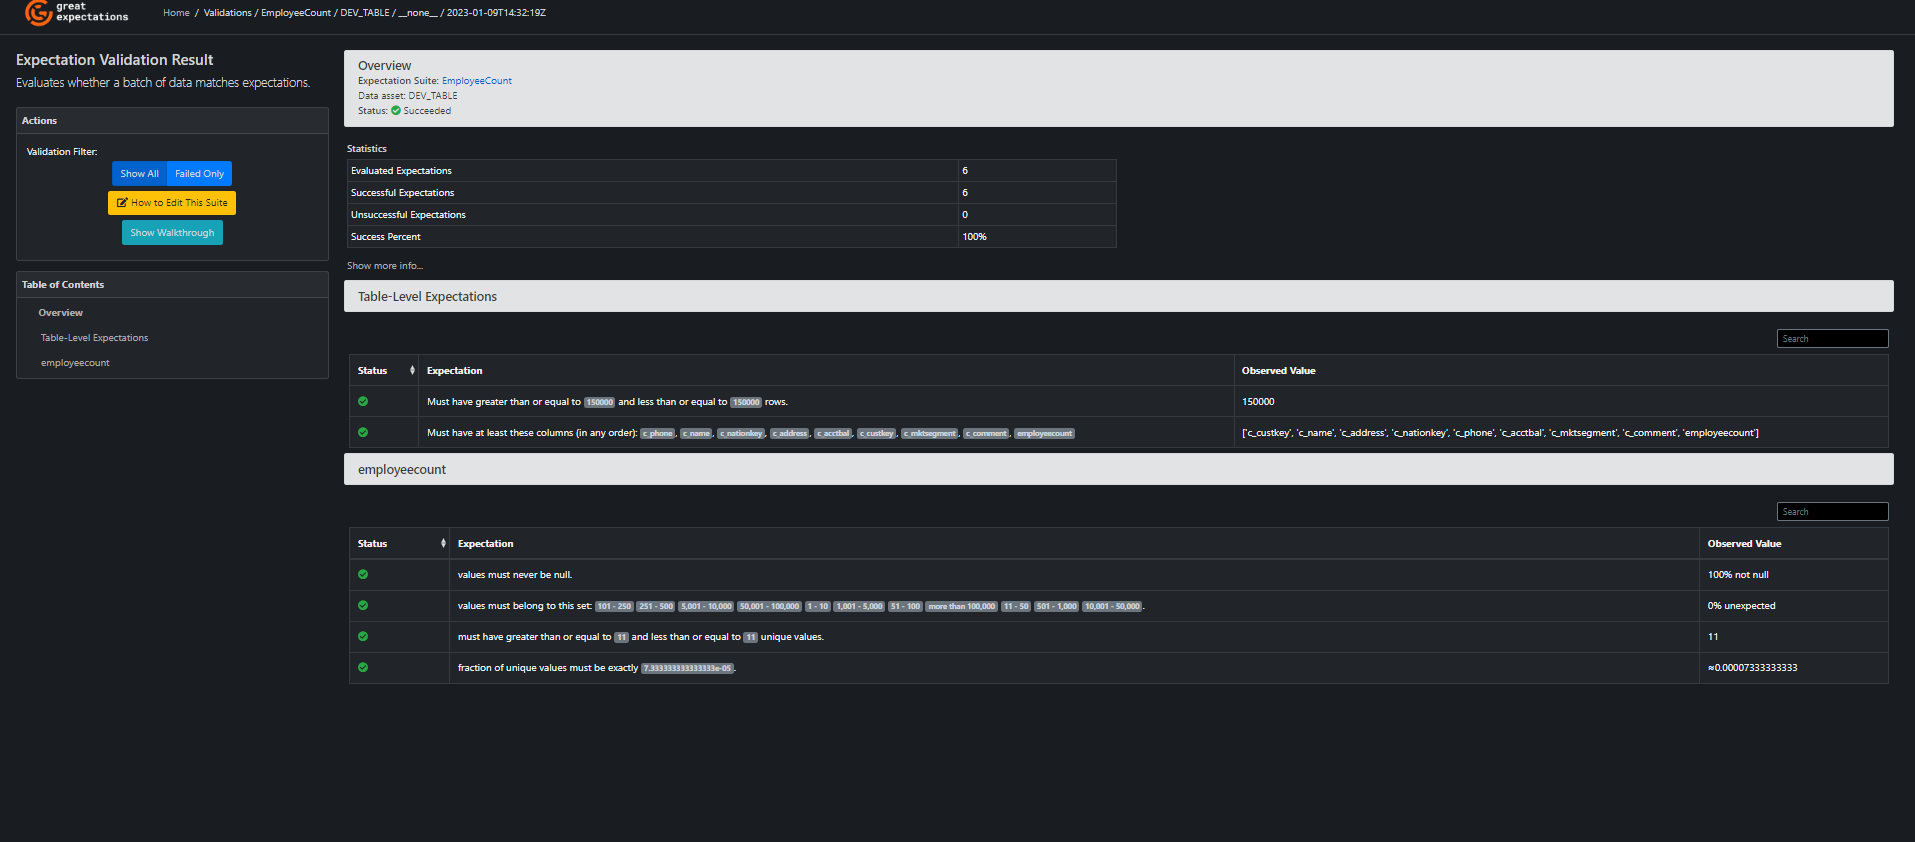 great
expectations
Home / Validations / EmployeeCount / DEV_TABLE / __none__ / 2023-01-09T14:32:19Z
Expectation Validation Result
Evaluates whether a batch of data matches expectations.
Actions
Validation Filter:
Show All Failed Only
How to Edit This Suite
Show Walkthrough
Table of Contents
Overview
Table-Level Expectations
employeecount
Overview
Expectation Suite: EmployeeCount
Data asset: DEV_TABLE
Status: Succeeded
Statistics
Evaluated Expectations 6
Successful Expectations 6
Unsuccessful Expectations 0
Success Percent 100%
Show more info...
Table-Level Expectations
Search
Status Expectation Observed Value
Must have greater than or equal to 150000 and less than or equal to 150000 rows. 150000
Must have at least these columns (in any order): c_phone, c_name, c_nationkey, c_address, c_acctbal, c_custkey, c_mktsegment, c_comment, employeecount ['c_custkey', 'c_name', 'c_address', 'c_nationkey', 'c_phone', 'c_acctbal', 'c_mktsegment', 'c_comment', 'employeecount']
employeecount
Search
Status Expectation Observed Value
values must never be null. 100% not null
values must belong to this set: 101 - 250 251 - 500 5,001 - 10,000 50,001 - 100,000 1 - 10 1,001 - 5,000 51 - 100 more than 100,000 11 - 50 501 - 1,000 10,001 - 50,000. 0% unexpected
must have greater than or equal to 11 and less than or equal to 11 unique values. 11
fraction of unique values must be exactly 7.333333333333333e-05. ≈0.00007333333333